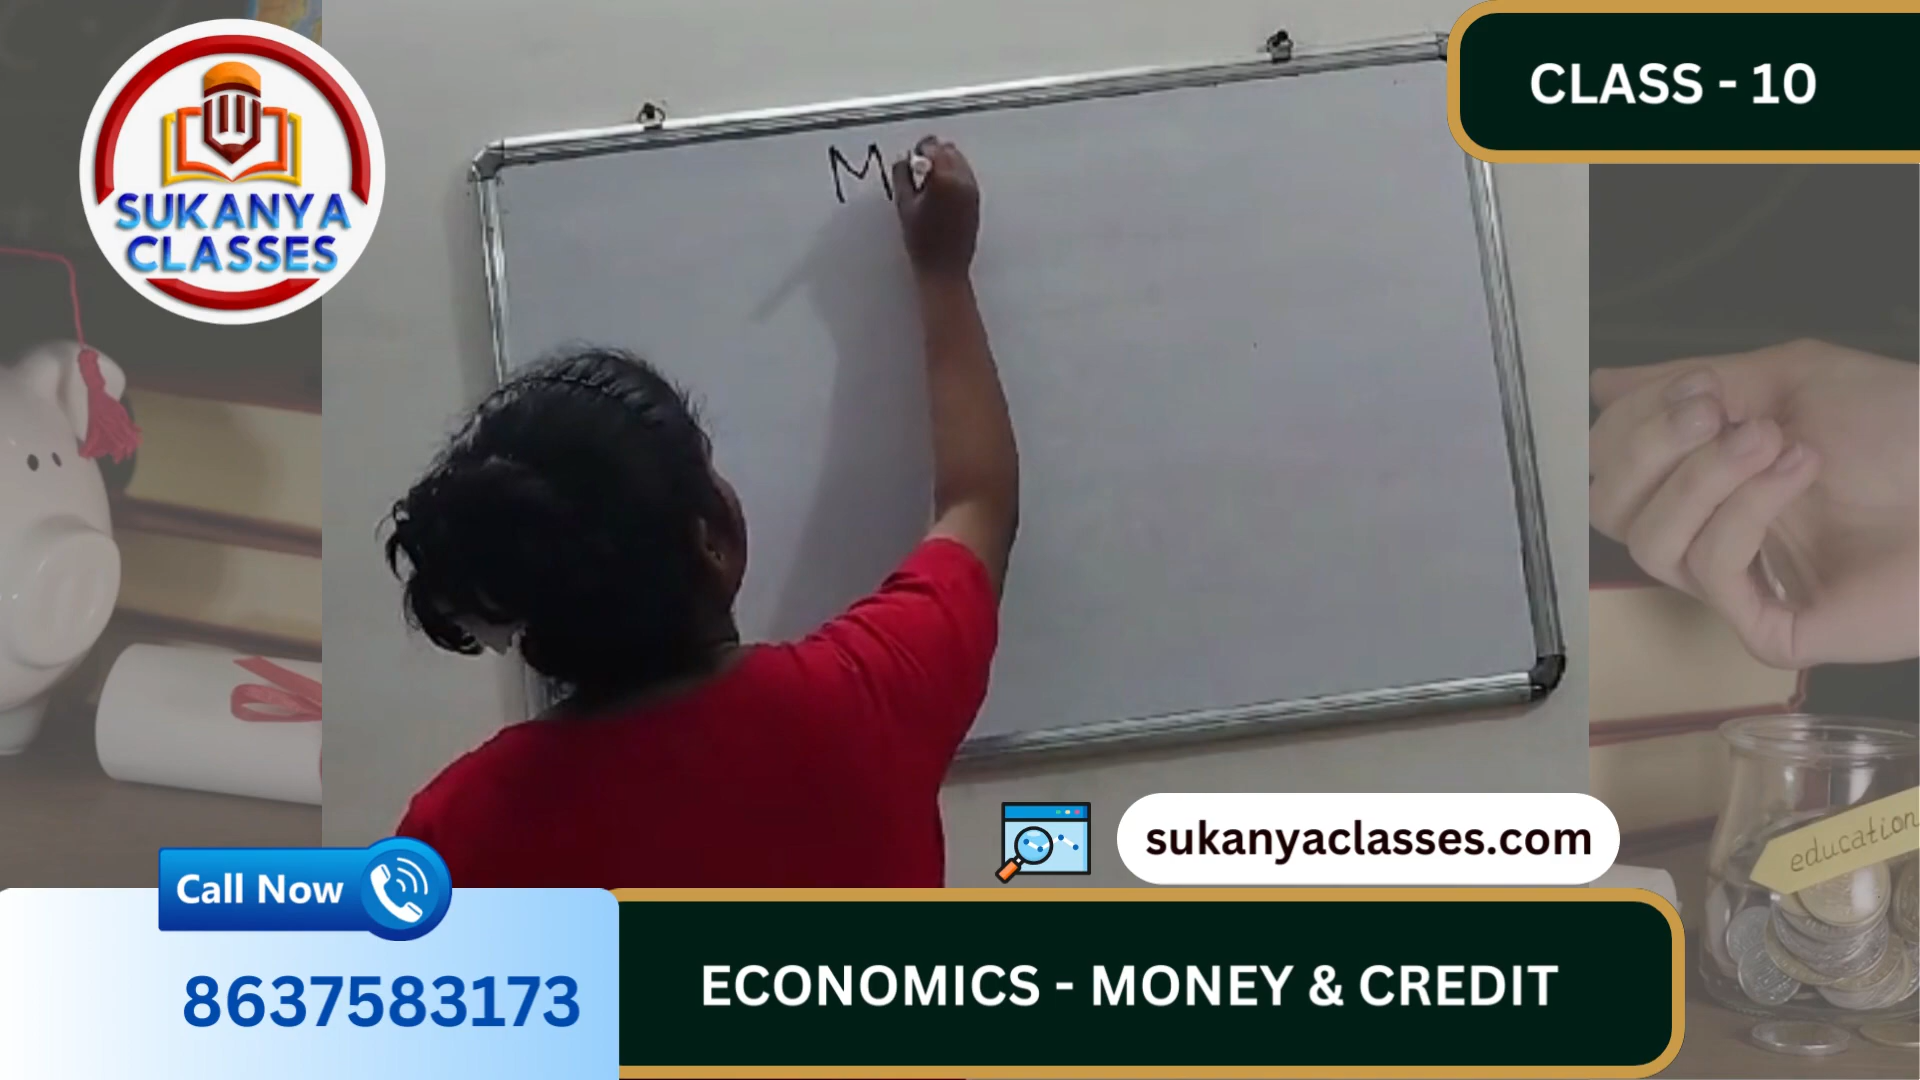 CLASS - 10
SUKANYA
CLASSES
M
sukanyaclasses.com
Call Now
8637583173
ECONOMICS - MONEY & CREDIT
education